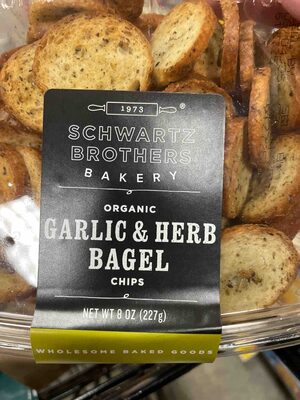 1973
®
SCHWARTZ
BROTHERS
BAKERY
ORGANIC
GARLIC & HERB
BAGEL
CHIPS
NET WT 8 OZ (227g)
WHOLESOME BAKED GOODS